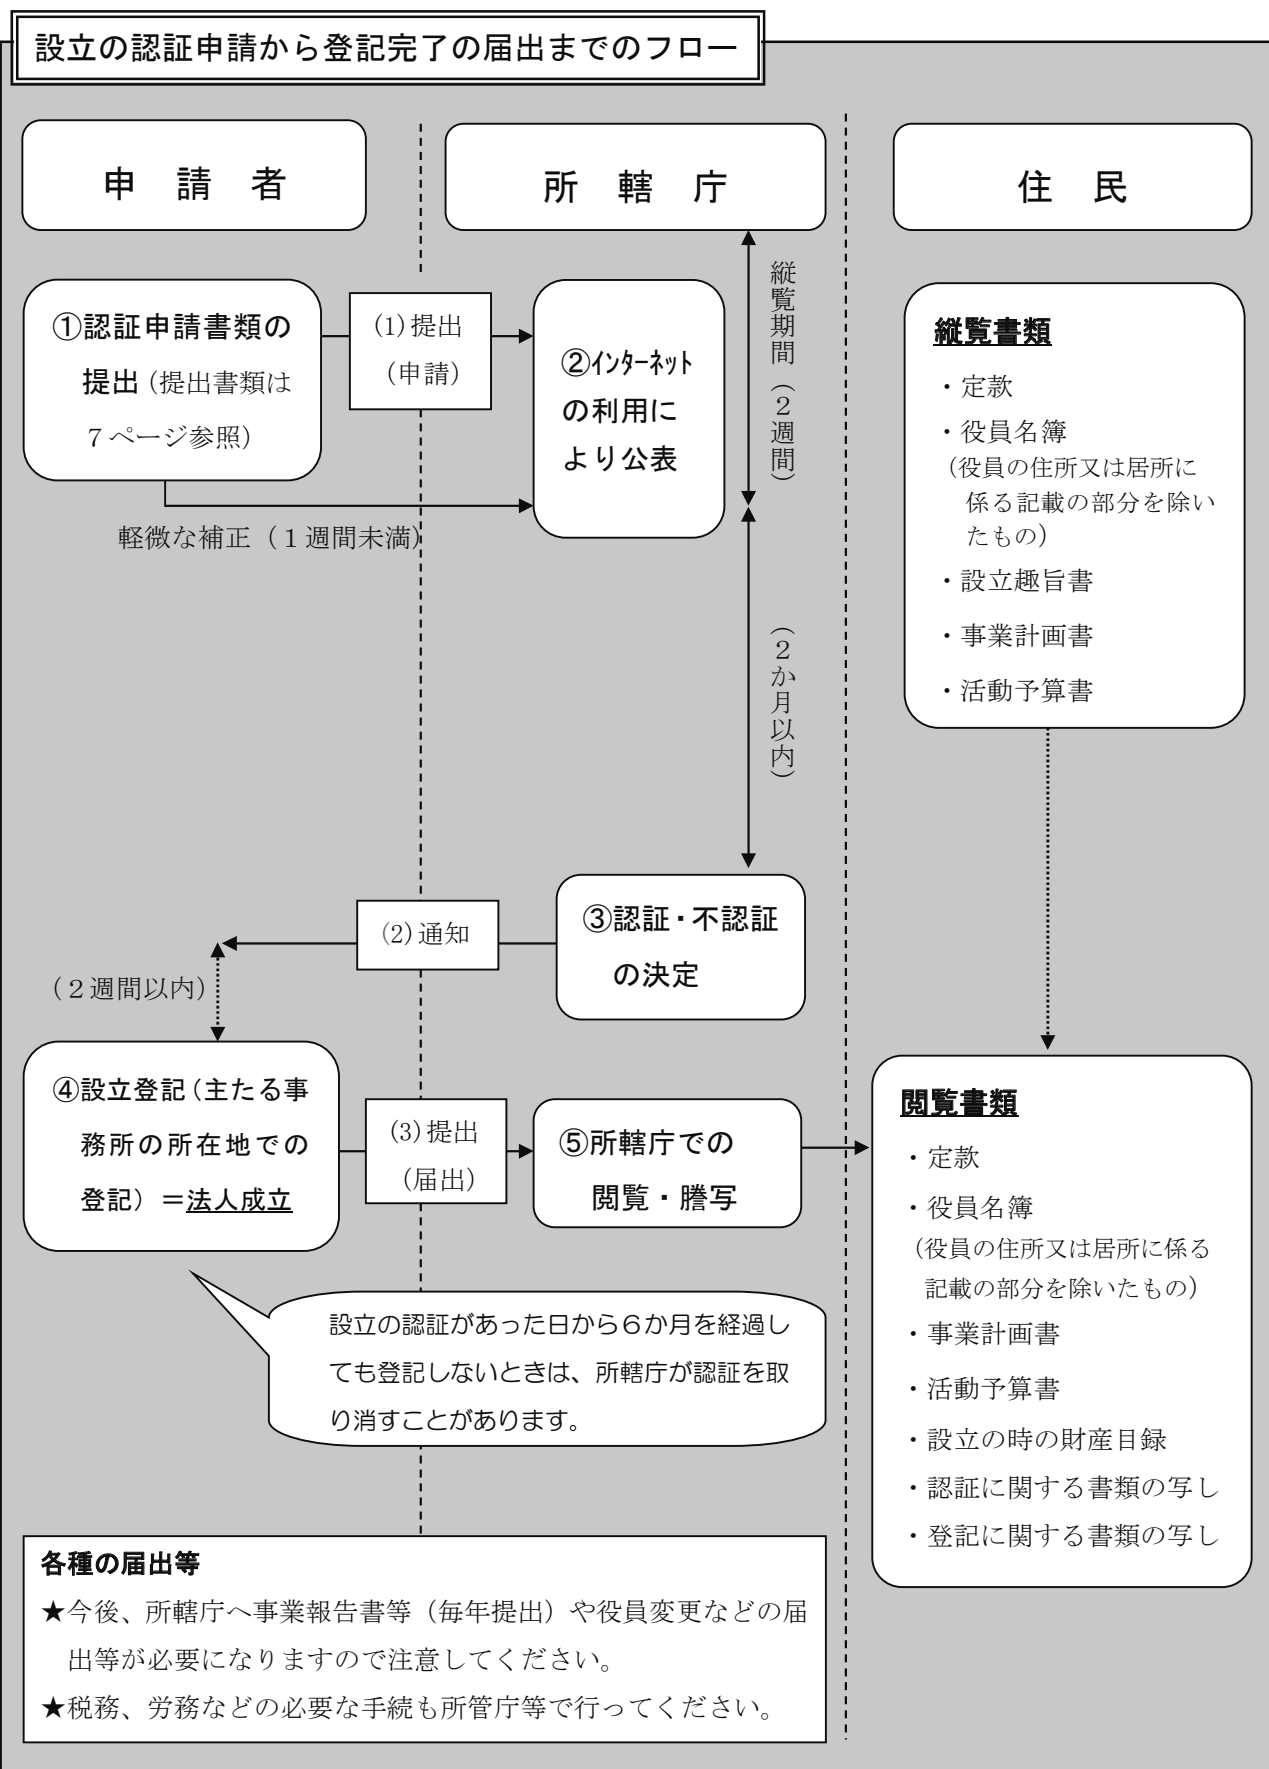 設立の認証申請から登記完了の届出までのフロー
申　請　者
所　轄　庁
住　民
①認証申請書類の
提出（提出書類は
７ページ参照）
(1)提出
（申請）
②インターネット
の利用に
より公表
縦覧期間（２週間）
軽微な補正（１週間未満）
（２か月以内）
縦覧書類
・定款
・役員名簿
（役員の住所又は居所に
係る記載の部分を除い
たもの）
・設立趣旨書
・事業計画書
・活動予算書
③認証・不認証
の決定
(2)通知
（２週間以内）
④設立登記（主たる事
務所の所在地での
登記）＝法人成立
(3)提出
（届出）
⑤所轄庁での
閲覧・謄写
設立の認証があった日から６か月を経過し
ても登記しないときは、所轄庁が認証を取
り消すことがあります。
閲覧書類
・定款
・役員名簿
（役員の住所又は居所に係る
記載の部分を除いたもの）
・事業計画書
・活動予算書
・設立の時の財産目録
・認証に関する書類の写し
・登記に関する書類の写し
各種の届出等
★今後、所轄庁へ事業報告書等（毎年提出）や役員変更などの届
出等が必要になりますので注意してください。
★税務、労務などの必要な手続も所管庁等で行ってください。